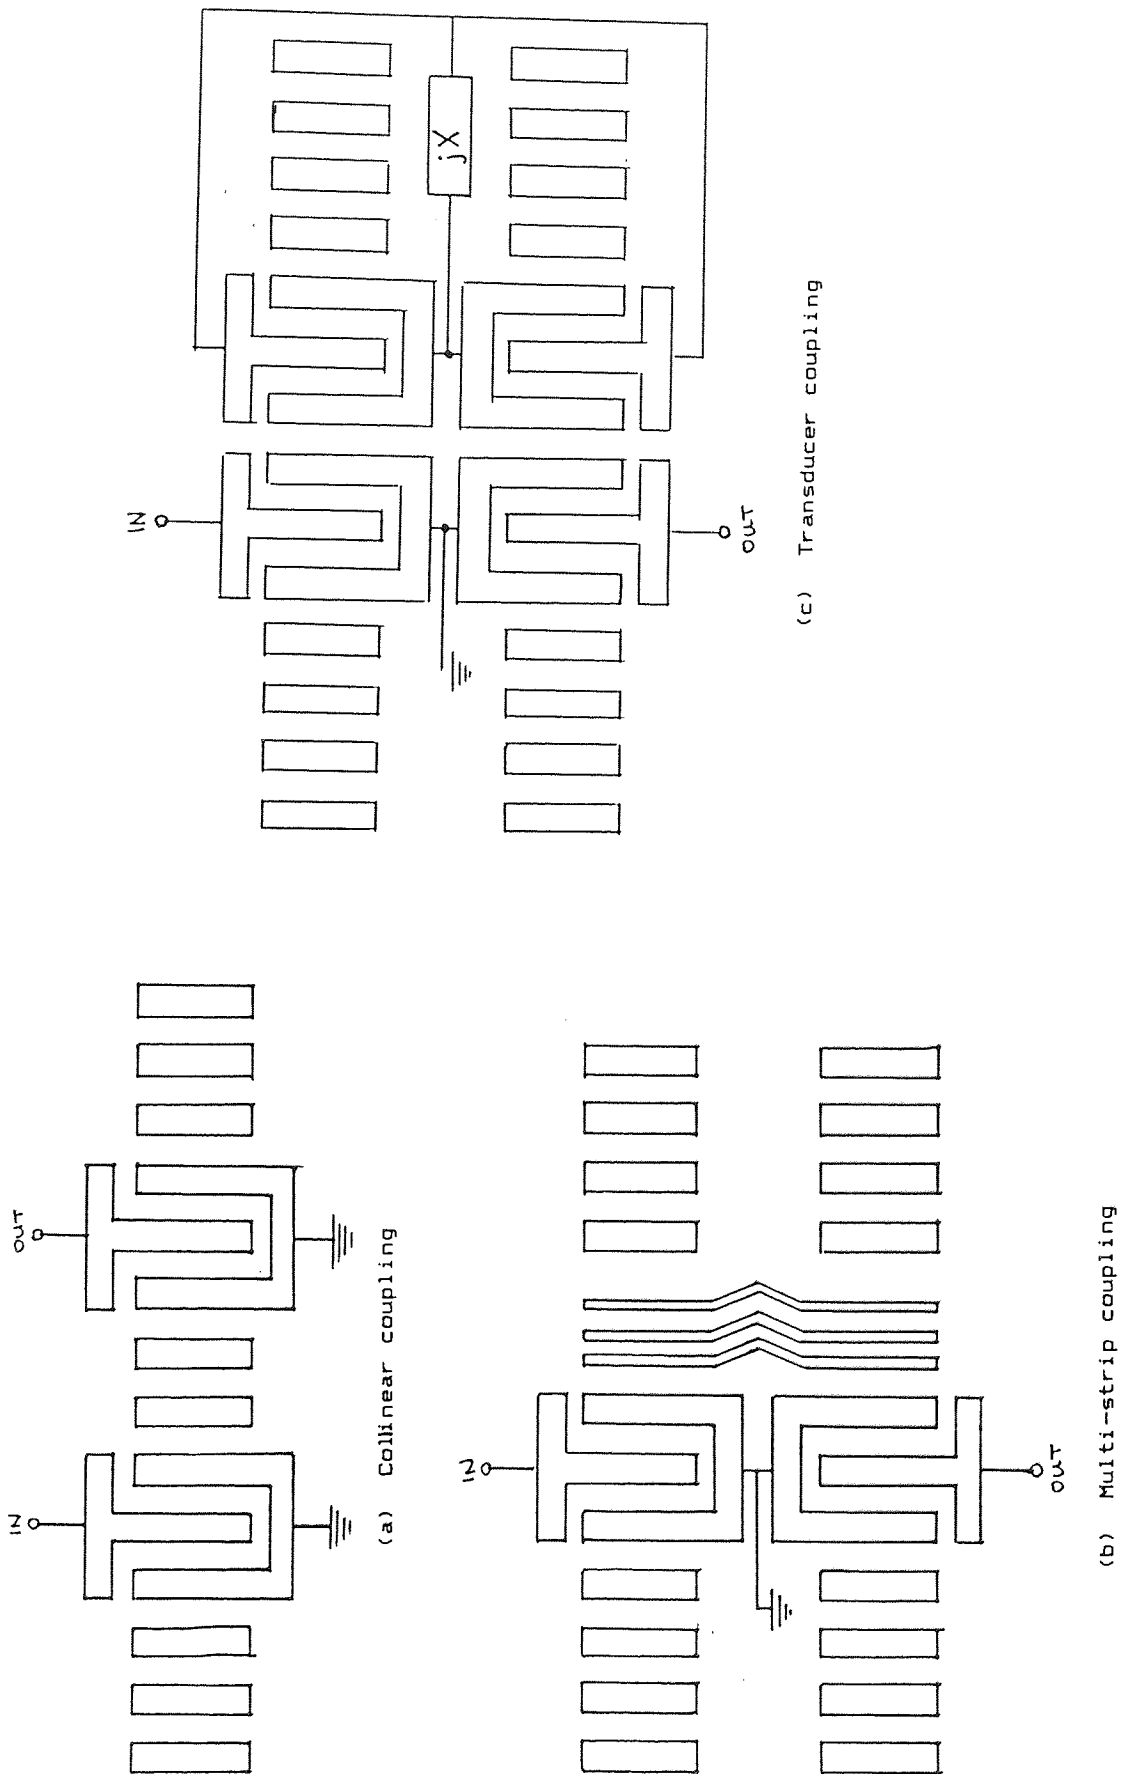 IN
OUT
(a) Collinear coupling
IN
OUT
(b) Multi-strip coupling
IN
jX
OUT
(c) Transducer coupling